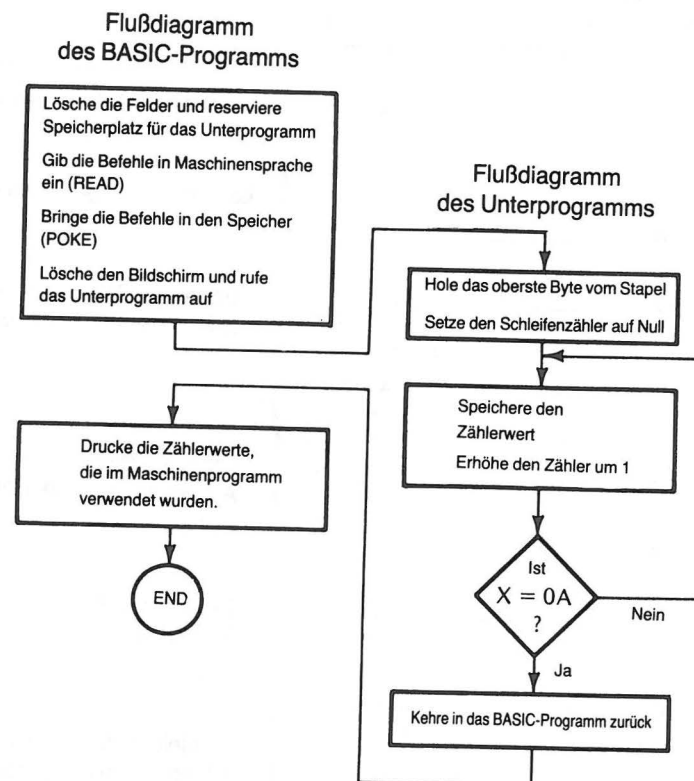 Flußdiagramm
des BASIC-Programms
Lösche die Felder und reserviere
Speicherplatz für das Unterprogramm
Gib die Befehle in Maschinensprache
ein (READ)
Bringe die Befehle in den Speicher
(POKE)
Lösche den Bildschirm und rufe
das Unterprogramm auf
Drucke die Zählerwerte,
die im Maschinenprogramm
verwendet wurden.
END
Flußdiagramm
des Unterprogramms
Hole das oberste Byte vom Stapel
Setze den Schleifenzähler auf Null
Speichere den
Zählerwert
Erhöhe den Zähler um 1
Ist
X = 0A
?
Nein
Ja
Kehre in das BASIC-Programm zurück